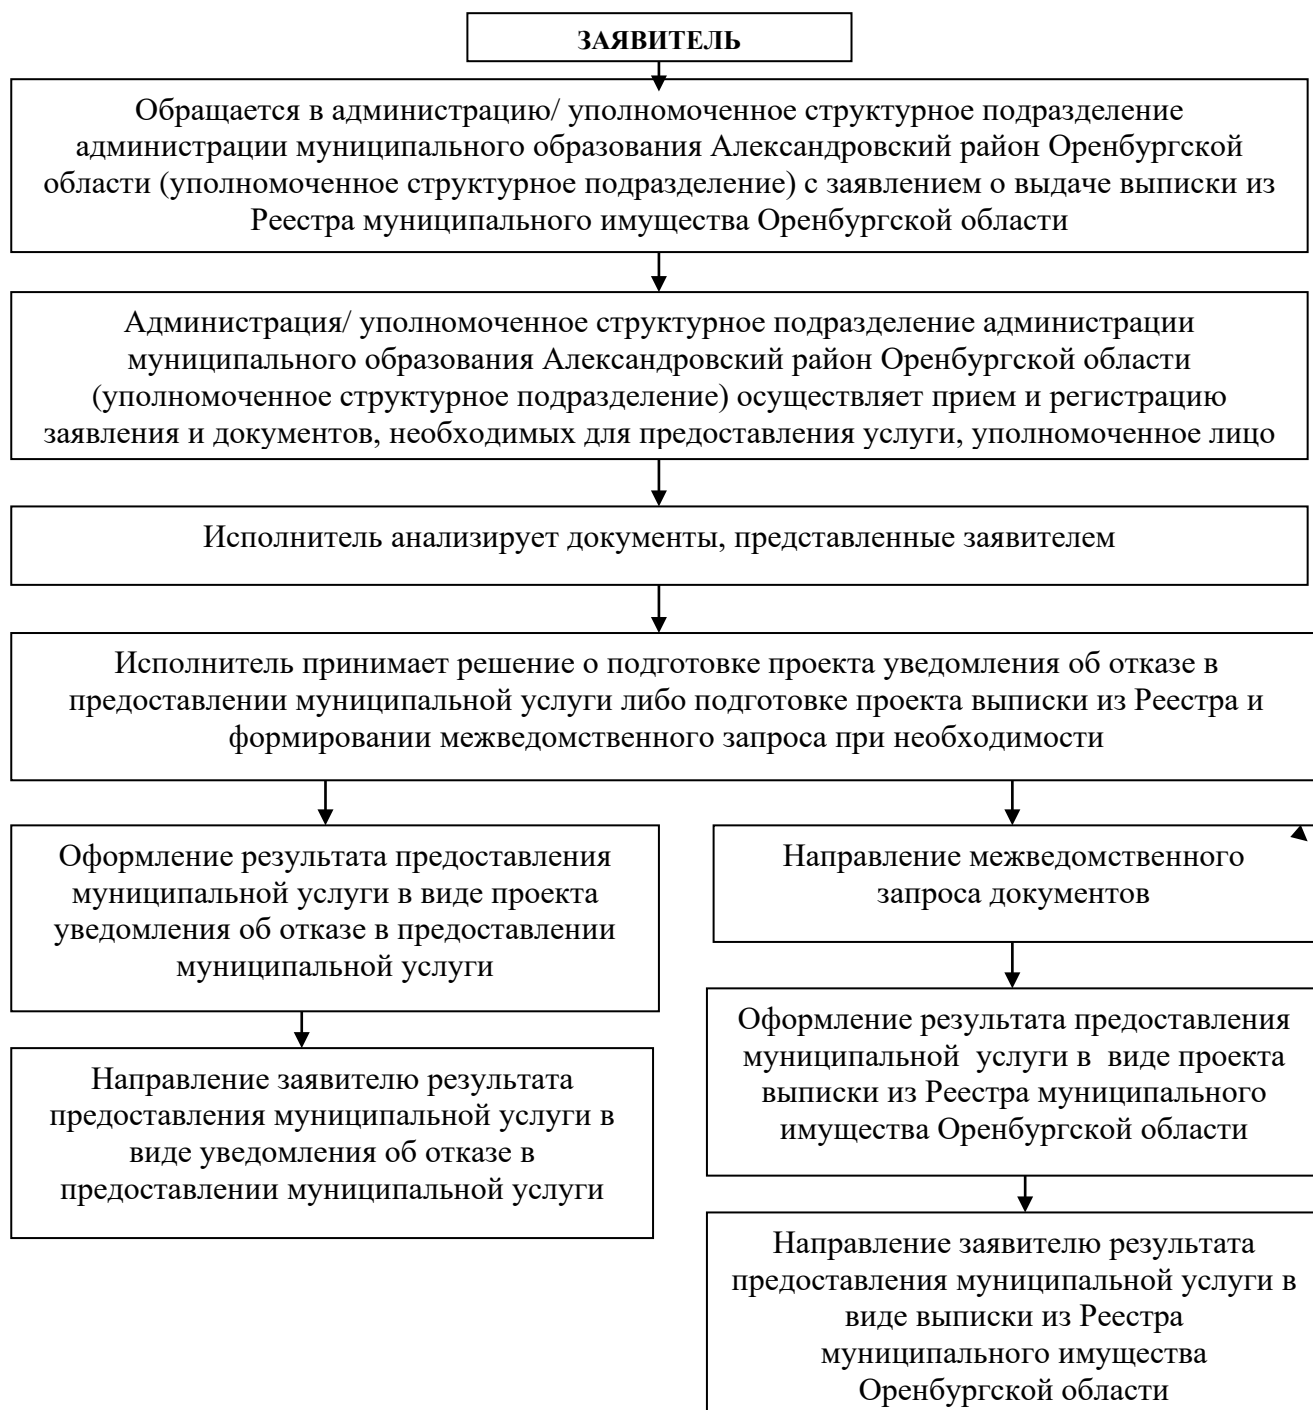 ЗАЯВИТЕЛЬ
Обращается в администрацию/ уполномоченное структурное подразделение
администрации муниципального образования Александровский район Оренбургской
области (уполномоченное структурное подразделение) с заявлением о выдаче выписки из
Реестра муниципального имущества Оренбургской области
Администрация/ уполномоченное структурное подразделение администрации
муниципального образования Александровский район Оренбургской области
(уполномоченное структурное подразделение) осуществляет прием и регистрацию
заявления и документов, необходимых для предоставления услуги, уполномоченное лицо
Исполнитель анализирует документы, представленные заявителем
Исполнитель принимает решение о подготовке проекта уведомления об отказе в
предоставлении муниципальной услуги либо подготовке проекта выписки из Реестра и
формировании межведомственного запроса при необходимости
Оформление результата предоставления
муниципальной услуги в виде проекта
уведомления об отказе в предоставлении
муниципальной услуги
Направление заявителю результата
предоставления муниципальной услуги в
виде уведомления об отказе в
предоставлении муниципальной услуги
Направление межведомственного
запроса документов
Оформление результата предоставления
муниципальной  услуги в  виде проекта
выписки из Реестра муниципального
имущества Оренбургской области
Направление заявителю результата
предоставления муниципальной услуги в
виде выписки из Реестра
муниципального имущества
Оренбургской области